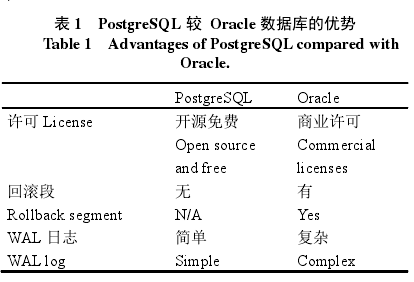 表 1 PostgreSQL 较 Oracle 数据库的优势
Table 1 Advantages of PostgreSQL compared with
Oracle.
PostgreSQL Oracle
许可 License 开源免费 商业许可
Open source Commercial
and free licenses
回滚段 无 有
Rollback segment N/A Yes
WAL 日志 简单 复杂
WAL log Simple Complex